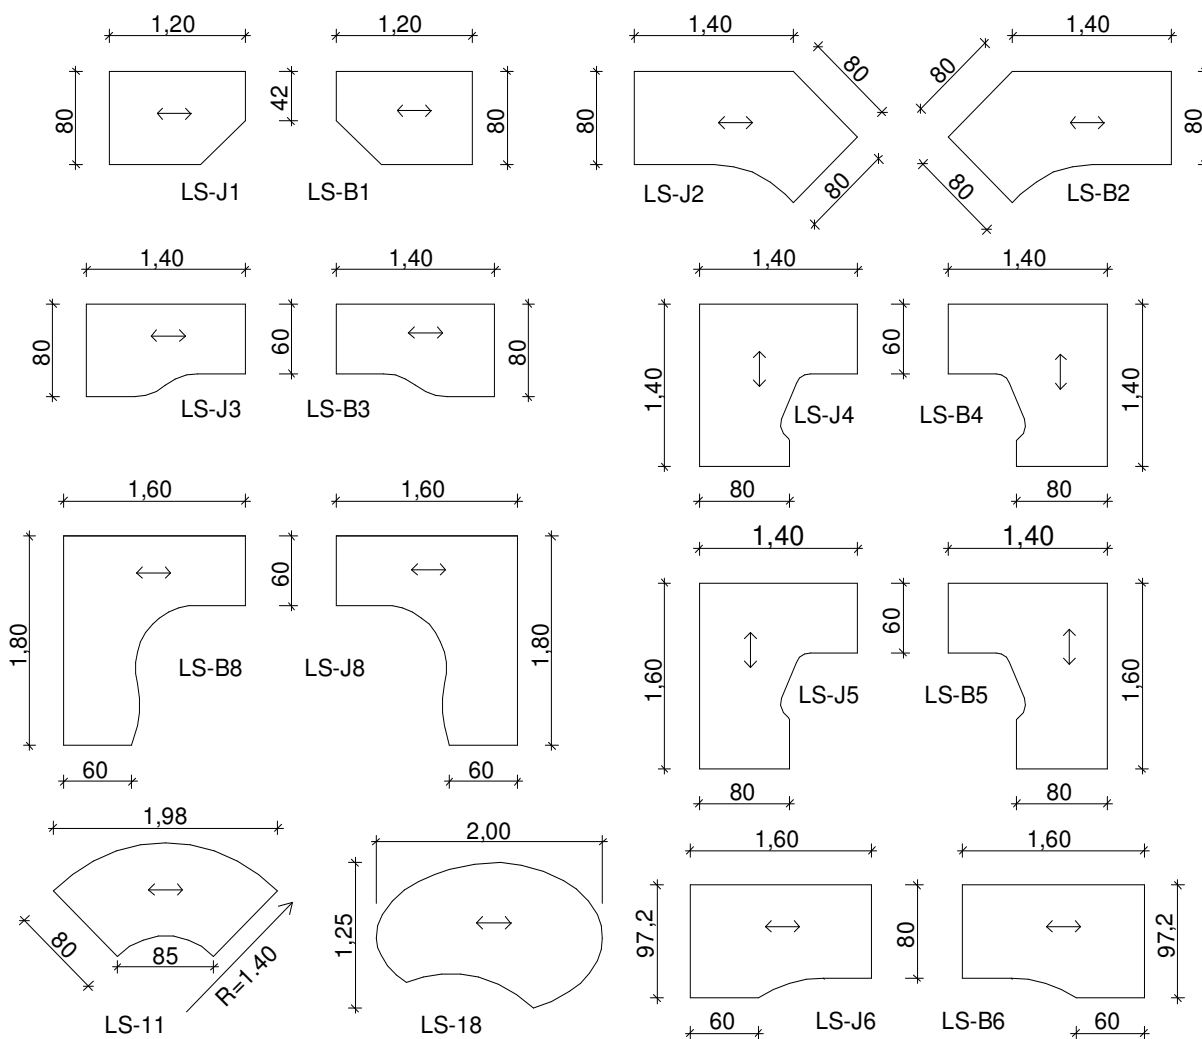 1,20 1,20 1,40 1,40
80 42 80 80 80 80 80
LS-J1 LS-B1 LS-J2 80 80 LS-B2
1,40 1,40 1,40 1,40
80 60 80 1,40 60 1,40
LS-J3 LS-B3 LS-J4 LS-B4
80 80
1,60 1,60 1,40 1,40
1,80 60 1,80 1,60 60 1,60
LS-B8 LS-J8 LS-J5 LS-B5
60 60 80 80
1,98 2,00 1,60 1,60
80 85 R=1.40 1,25 97,2 80 97,2
60 60
LS-11 LS-18 LS-J6 LS-B6